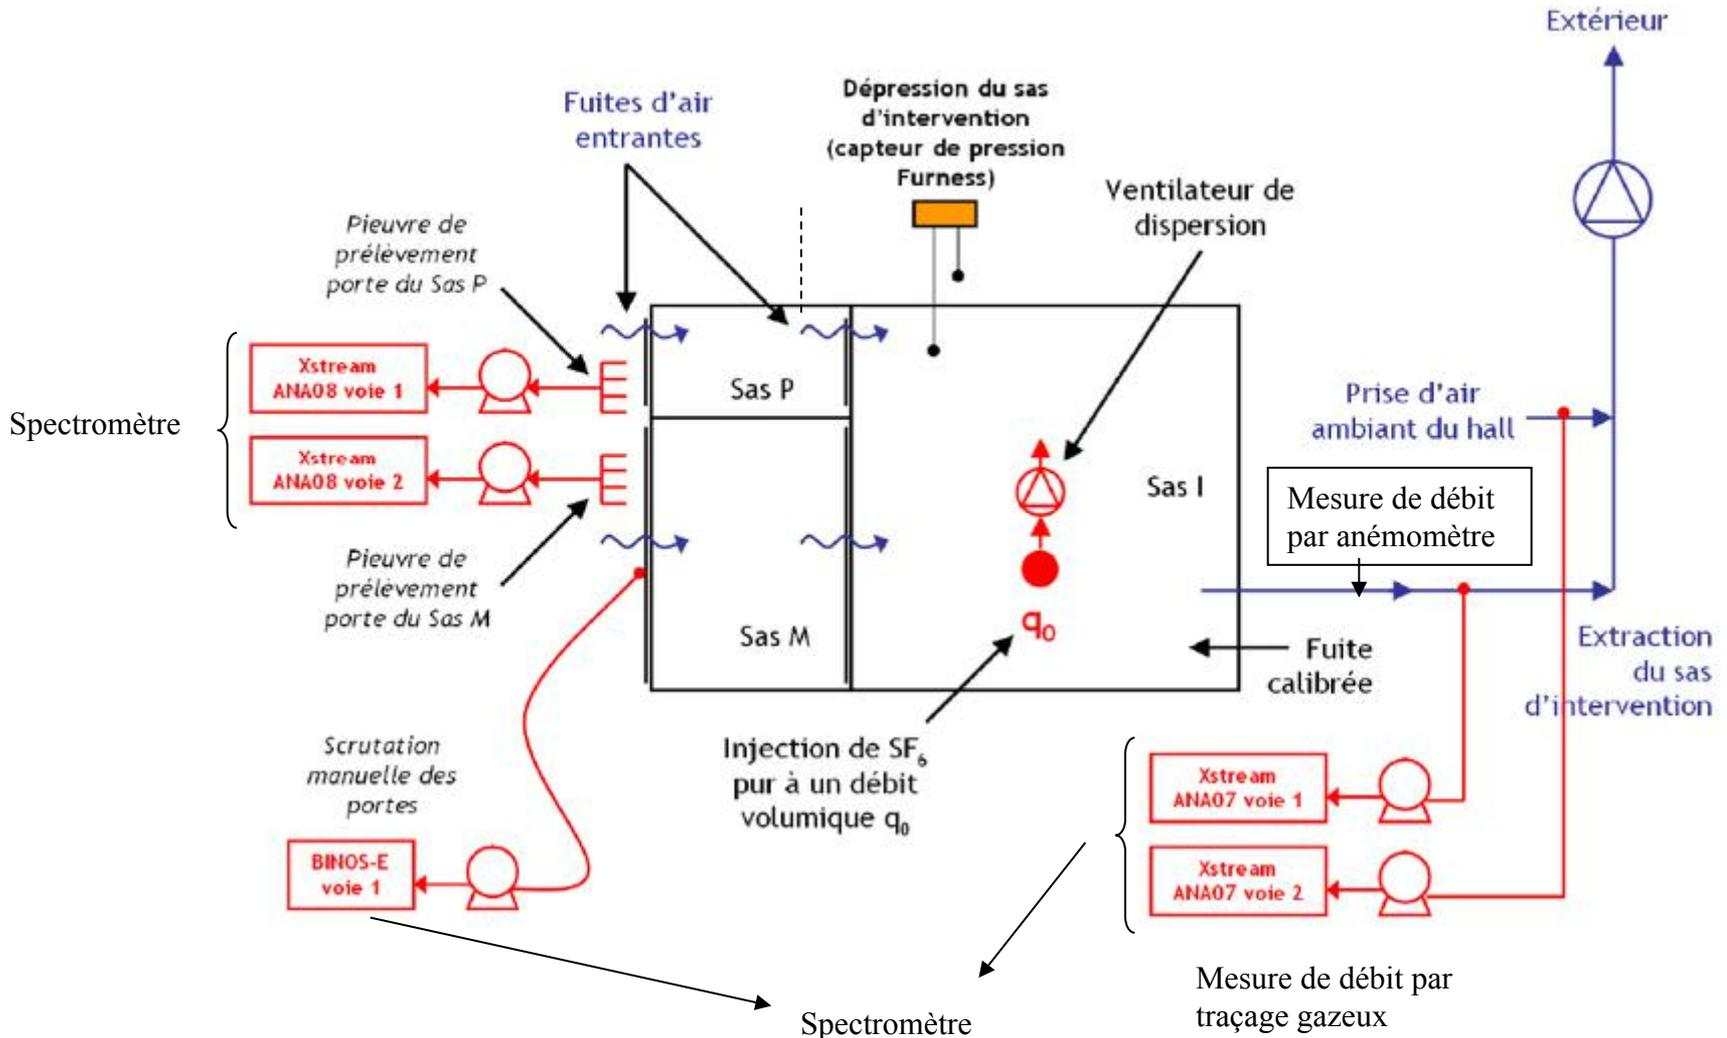 Extérieur
Fuites d'air
entrantes
Dépression du sas
d'intervention
(capteur de pression
Furness)
Ventilateur de
dispersion
Pieuvre de
prélèvement
porte du Sas P
Xstream
ANA08 voie 1
Sas P
Prise d'air
ambiant du hall
Spectromètre
Xstream
ANA08 voie 2
Sas I
Mesure de débit
par anémomètre
Pieuvre de
prélèvement
porte du Sas M
Sas M
q₀
Fuite
calibrée
Extraction
du sas
d'intervention
Scrutation
manuelle des
portes
Injection de SF₆
pur à un débit
volumique q₀
Xstream
ANA07 voie 1
BINOS-E
voie 1
Xstream
ANA07 voie 2
Mesure de débit par
traçage gazeux
Spectromètre